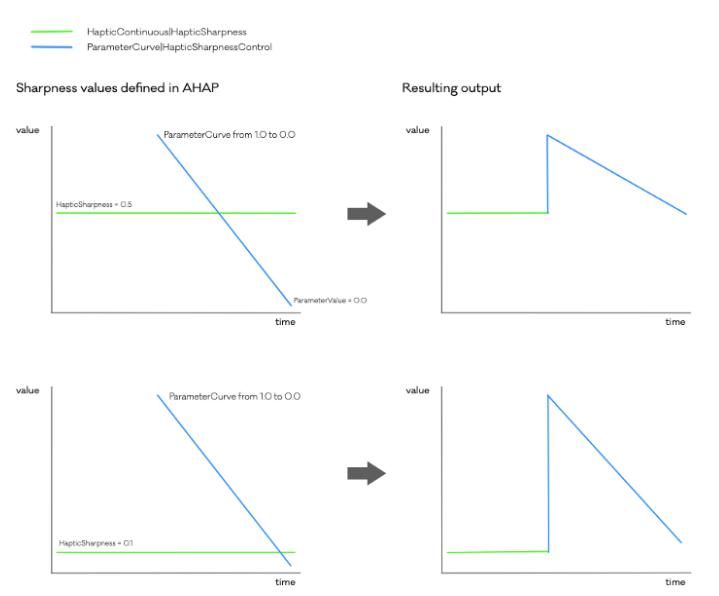 HapticContinuous|HapticSharpness
ParameterCurve|HapticSharpnessControl
Sharpness values defined in AHAP
Resulting output
value
ParameterCurve from 1.0 to 0.0
value
HapticSharpness = 0.5
ParameterValue = 0.0
time
time
value
ParameterCurve from 1.0 to 0.0
value
HapticSharpness = 0.1
time
time